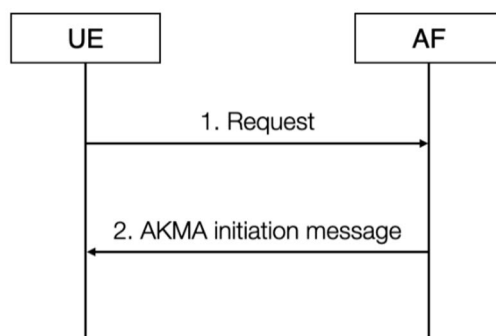 UE
AF
1. Request
2. AKMA initiation message